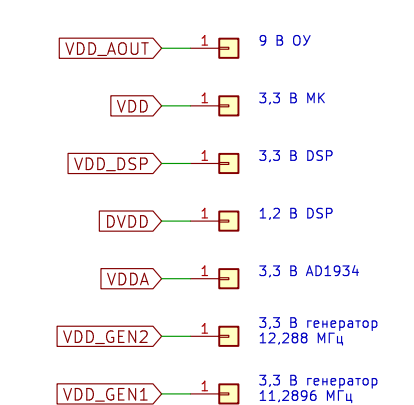 VDD_AOUT 1 9 В ОУ
VDD 1 3,3 В МК
VDD_DSP 1 3,3 В DSP
DVDD 1 1,2 В DSP
VDDA 1 3,3 В AD1934
VDD_GEN2 1 3,3 В генератор
12,288 МГц
VDD_GEN1 1 3,3 В генератор
11,2896 МГц